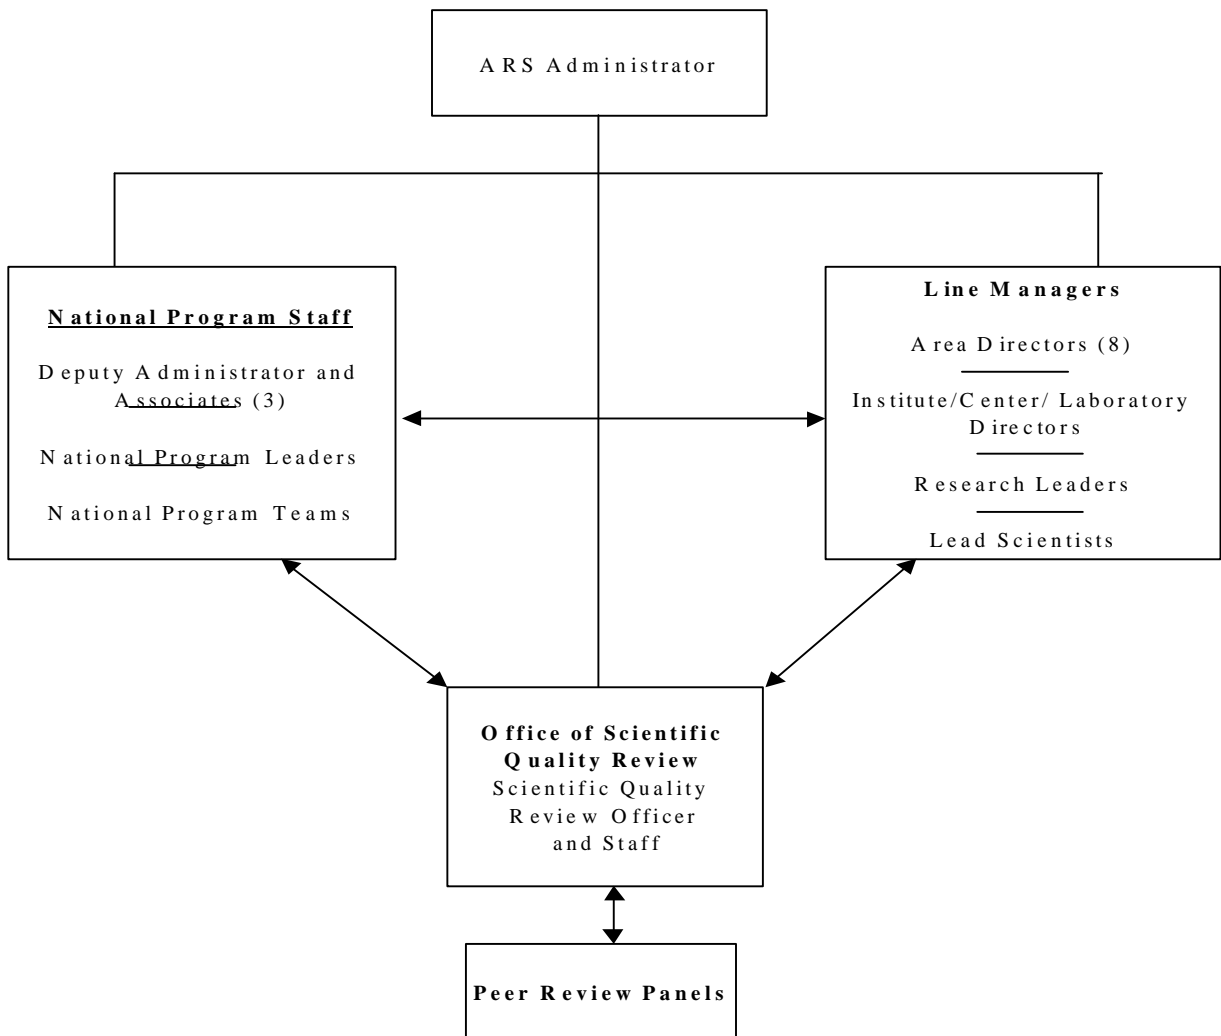 ARS Administrator
National Program Staff
Deputy Administrator and
Associates (3)
National Program Leaders
National Program Teams
Line Managers
Area Directors (8)
Institute/Center/ Laboratory
Directors
Research Leaders
Lead Scientists
Office of Scientific
Quality Review
Scientific Quality
Review Officer
and Staff
Peer Review Panels